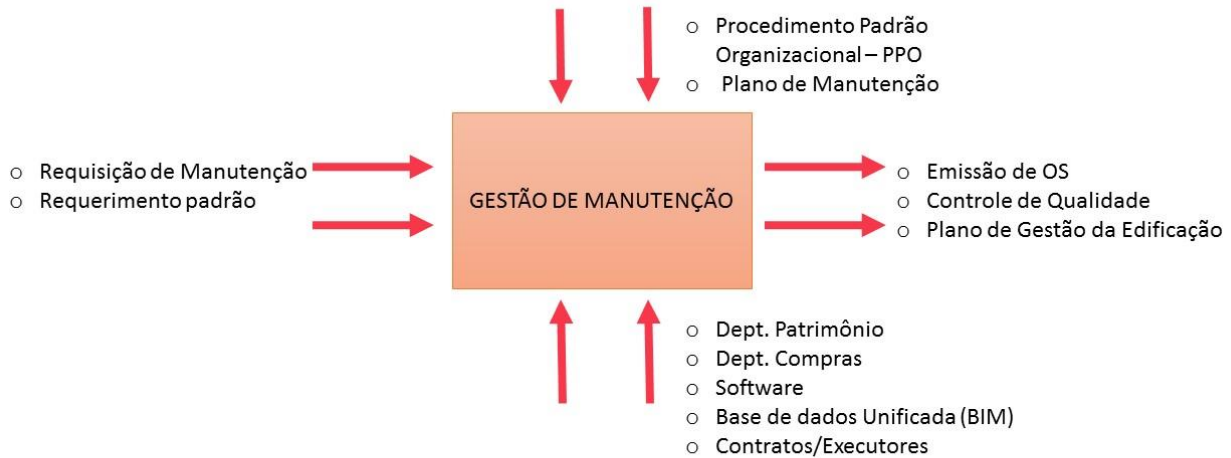 o Procedimento Padrão
Organizacional – PPO
o Plano de Manutenção
o Requisição de Manutenção
o Requerimento padrão
GESTÃO DE MANUTENÇÃO
o Emissão de OS
o Controle de Qualidade
o Plano de Gestão da Edificação
o Dept. Patrimônio
o Dept. Compras
o Software
o Base de dados Unificada (BIM)
o Contratos/Executores